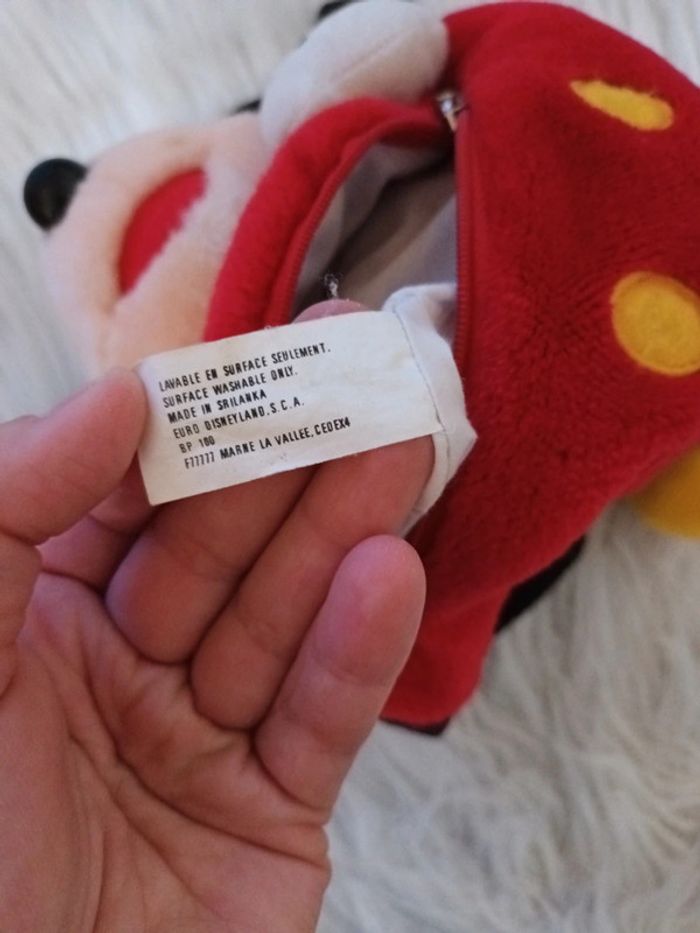 LAVABLE EN SURFACE SEULEMENT.
SURFACE WASHABLE ONLY.
MADE IN SRILANKA
EURO DISNEYLAND, S.C.A.
BP 100
F77777 MARNE LA VALLEE, CEDEX4